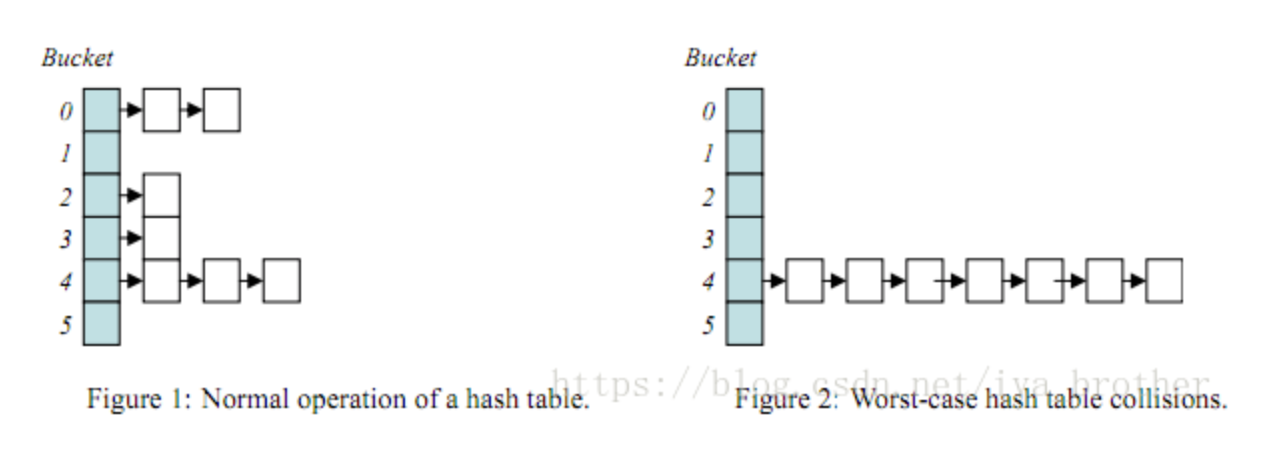 Bucket
0
1
2
3
4
5
Figure 1: Normal operation of a hash table.
Bucket
0
1
2
3
4
5
Figure 2: Worst-case hash table collisions.
https://blog.csdn.net/iya_brother